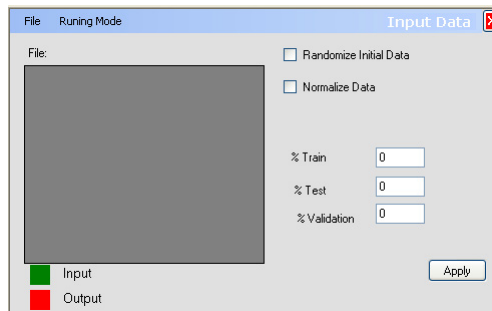 File Runing Mode Input Data
File:
Randomize Initial Data
Normalize Data
% Train 0
% Test 0
% Validation 0
Input
Apply
Output